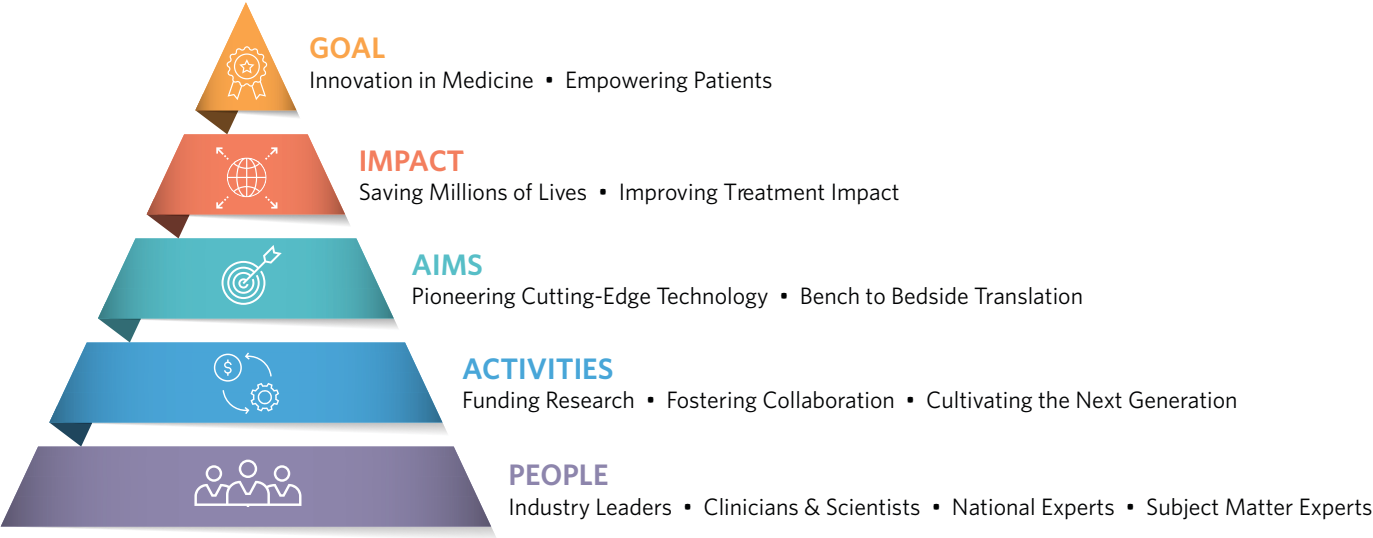 GOAL
Innovation in Medicine ▪ Empowering Patients
IMPACT
Saving Millions of Lives ▪ Improving Treatment Impact
AIMS
Pioneering Cutting-Edge Technology ▪ Bench to Bedside Translation
$
ACTIVITIES
Funding Research ▪ Fostering Collaboration ▪ Cultivating the Next Generation
PEOPLE
Industry Leaders ▪ Clinicians & Scientists ▪ National Experts ▪ Subject Matter Experts